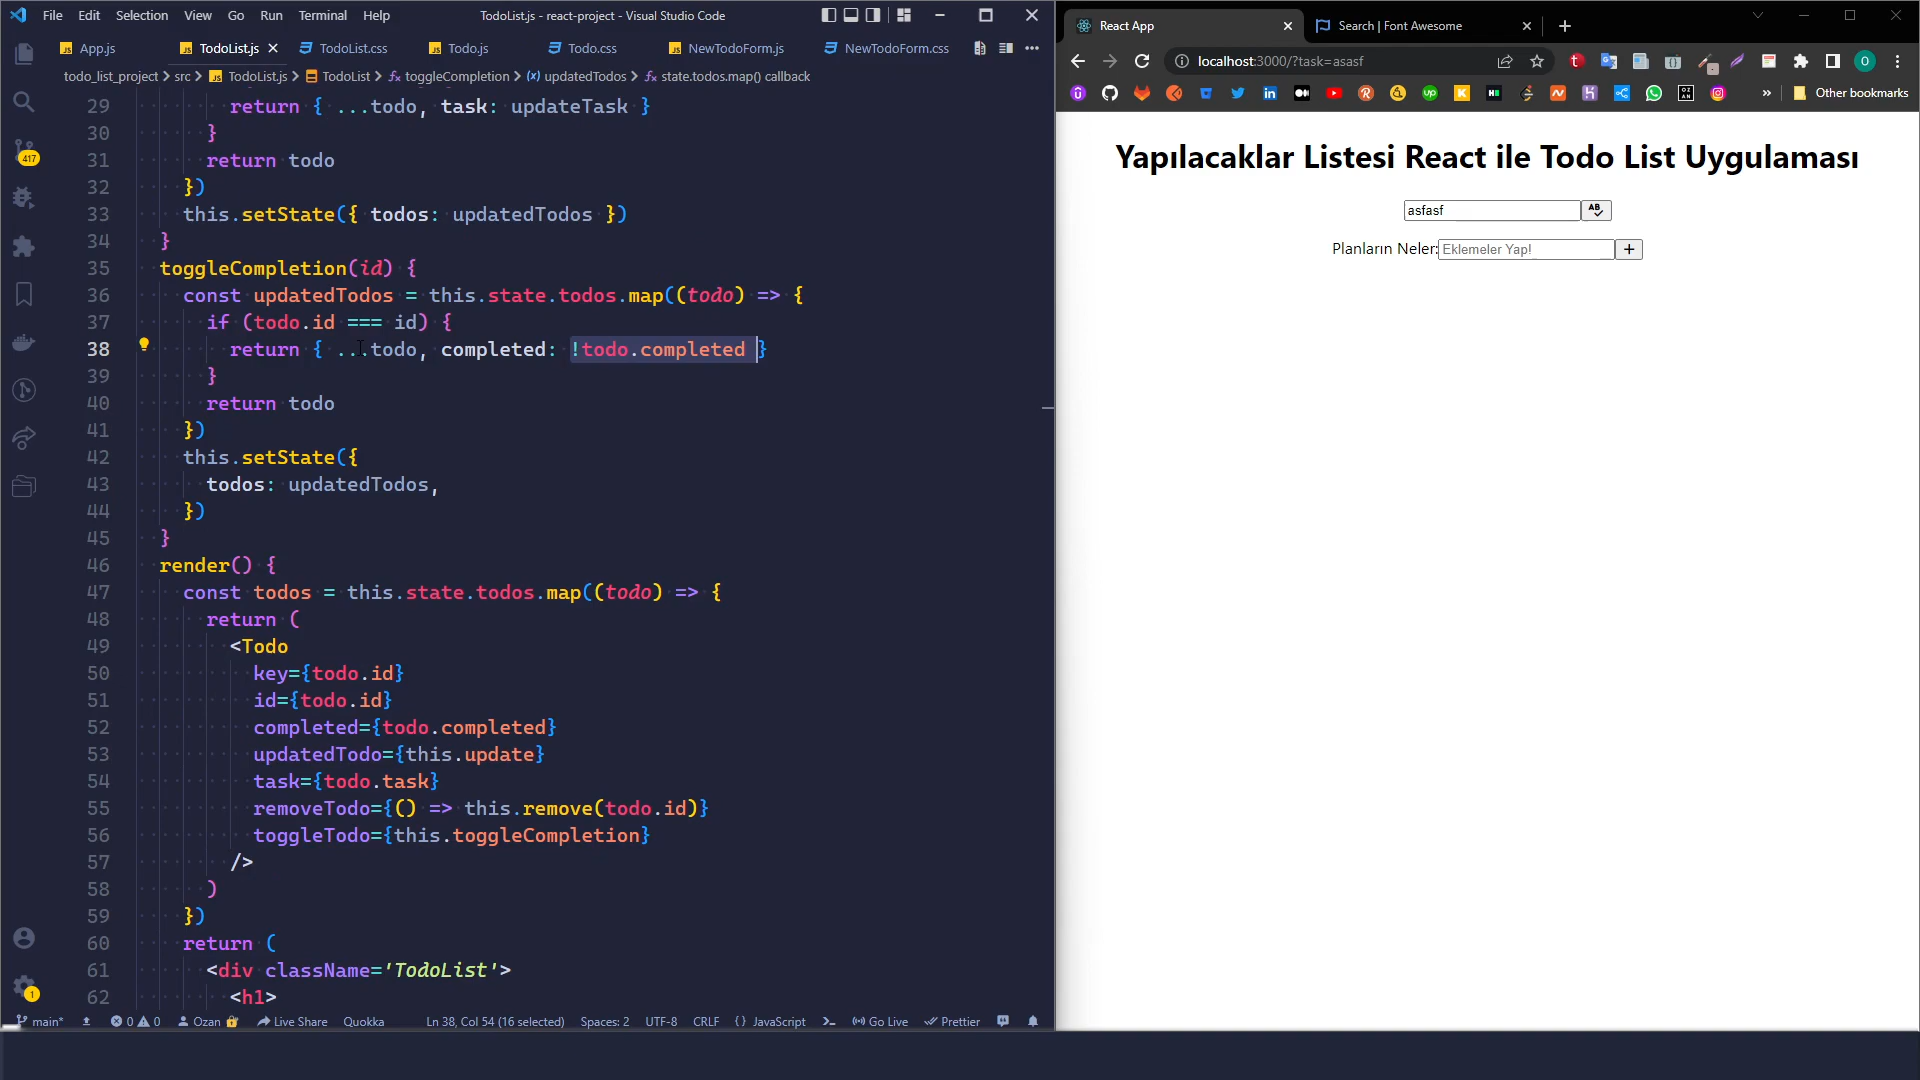 File Edit Selection View Go Run Terminal Help TodoList.js - react-project - Visual Studio Code
App.js TodoList.js TodoList.css Todo.js Todo.css NewTodoForm.js NewTodoForm.css
todo_list_project > src > TodoList.js > TodoList > toggleCompletion > updatedTodos > state.todos.map() callback
29 return { ...todo, task: updateTask }
30 }
31 return todo
32 })
33 this.setState({ todos: updatedTodos })
34 }
35 toggleCompletion(id) {
36 const updatedTodos = this.state.todos.map((todo) => {
37 if (todo.id === id) {
38 return { ...todo, completed: !todo.completed }
39 }
40 return todo
41 })
42 this.setState({
43 todos: updatedTodos,
44 })
45 }
46 render() {
47 const todos = this.state.todos.map((todo) => {
48 return (
49 <Todo
50 key={todo.id}
51 id={todo.id}
52 completed={todo.completed}
53 updatedTodo={this.update}
54 task={todo.task}
55 removeTodo={() => this.remove(todo.id)}
56 toggleTodo={this.toggleCompletion}
57 />
58 )
59 })
60 return (
61 <div className='TodoList'>
62 <h1>
417
1
main* 0 0 Ozan Live Share Quokka Ln 38, Col 54 (16 selected) Spaces: 2 UTF-8 CRLF {} JavaScript Go Live Prettier
React App Search | Font Awesome
localhost:3000/?task=asasf
Other bookmarks
Yapılacaklar Listesi React ile Todo List Uygulaması
asfasf
Planların Neler: Eklemeler Yap! +